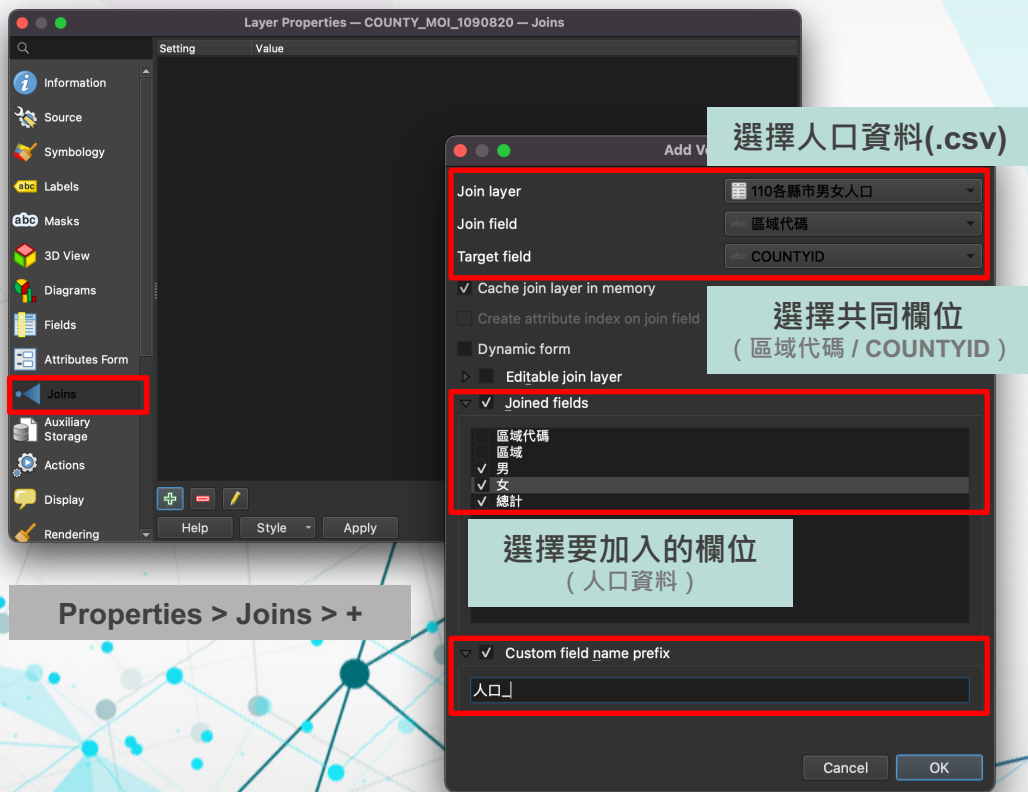 Layer Properties — COUNTY_MOI_1090820 — Joins
Setting
Value
Information
Source
Symbology
abc Labels
abc Masks
3D View
Diagrams
Fields
Attributes Form
Joins
Auxiliary
Storage
Actions
Display
Rendering
Help
Style
Apply
Properties > Joins > +
Add V
選擇人口資料(.csv)
Join layer
110各縣市男女人口
Join field
abc 區域代碼
Target field
abc COUNTYID
Cache join layer in memory
Create attribute index on join field
Dynamic form
Editable join layer
選擇共同欄位
(區域代碼 / COUNTYID)
Joined fields
區域代碼
區域
男
女
總計
選擇要加入的欄位
(人口資料)
Custom field name prefix
人口_
Cancel
OK